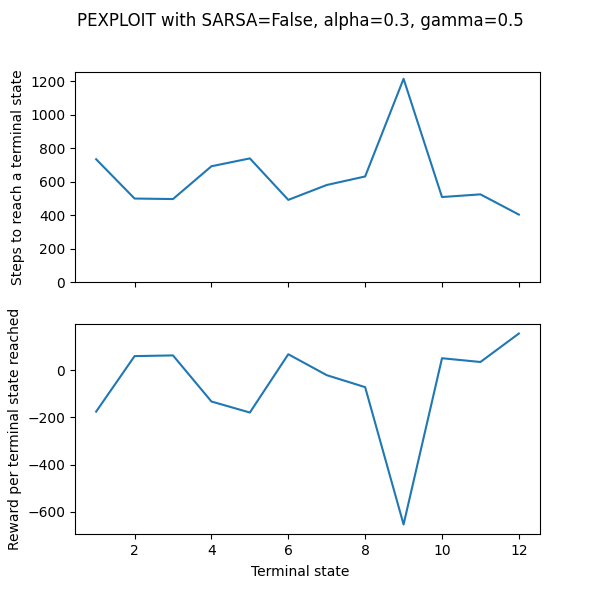 PEXPLOIT with SARSA=False, alpha=0.3, gamma=0.5
Steps to reach a terminal state
1200
1000
800
600
400
200
0
Reward per terminal state reached
0
−200
−400
−600
2 4 6 8 10 12
Terminal state